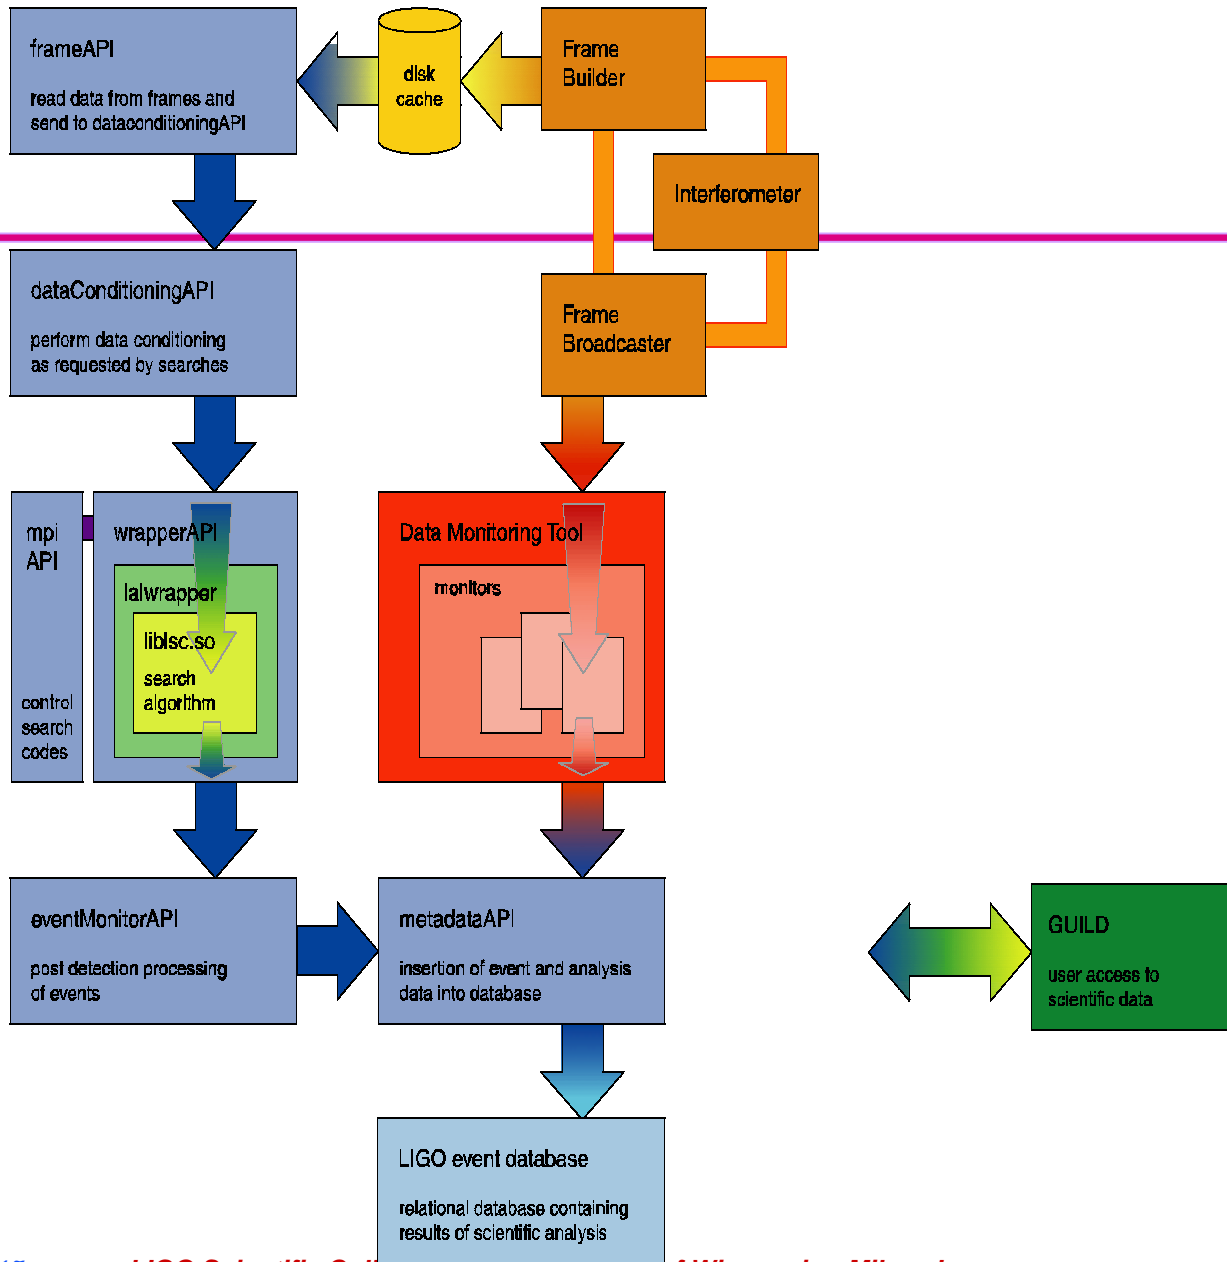 frameAPI
read data from frames and
send to dataconditioningAPI
disk
cache
Frame
Builder
Interferometer
dataConditioningAPI
perform data conditioning
as requested by searches
Frame
Broadcaster
mpi
API
control
search
codes
wrapperAPI
lalwrapper
liblsc.so
search
algorithm
Data Monitoring Tool
monitors
eventMonitorAPI
post detection processing
of events
metadataAPI
insertion of event and analysis
data into database
GUILD
user access to
scientific data
LIGO event database
relational database containing
results of scientific analysis